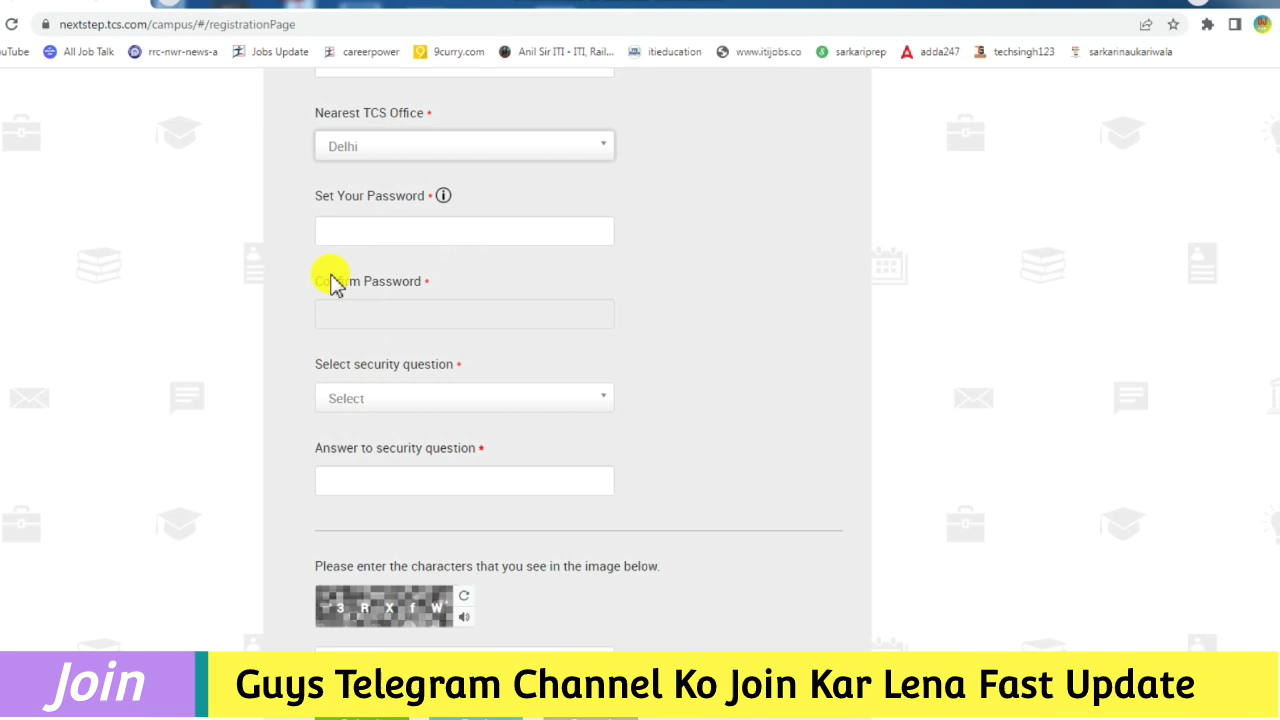 nextstep.tcs.com/campus/#/registrationPage
ouTube All Job Talk rrc-nwr-news-a Jobs Update careerpower 9curry.com Anil Sir ITI - ITI, Rail... itieducation www.itijobs.co sarkariprep adda247 techsingh123 sarkarinaukariwala
Nearest TCS Office *
Delhi
Set Your Password *
Confirm Password *
Select security question *
Select
Answer to security question *
Please enter the characters that you see in the image below.
3 R X f W
Join
Guys Telegram Channel Ko Join Kar Lena Fast Update